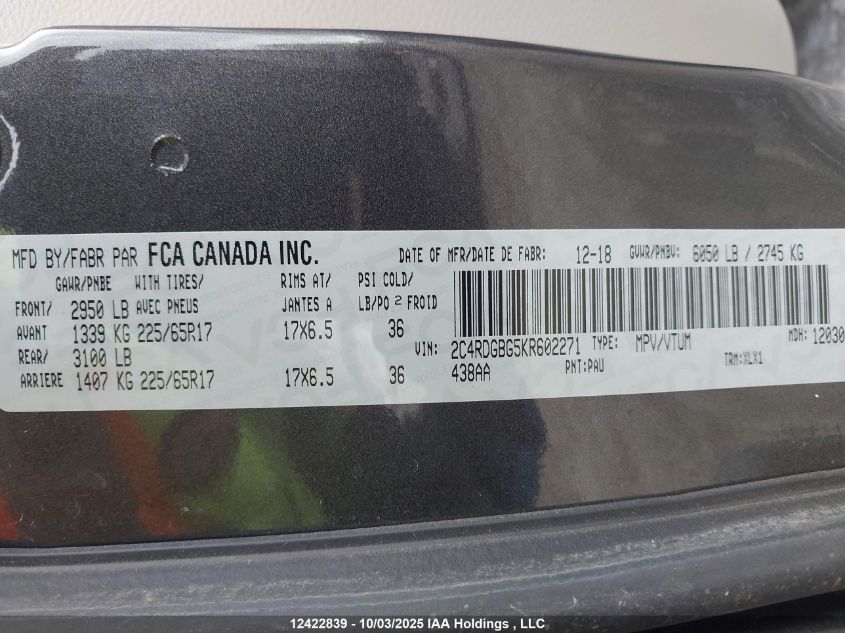 MFD BY/FABR PAR FCA CANADA INC. DATE OF MFR/DATE DE FABR: 12-18 GVWR/PNBV: 6050 LB / 2745 KG
GAWR/PNBE WITH TIRES/ RIMS AT/ PSI COLD/
FRONT/ 2950 LB AVEC PNEUS JANTES A LB/PO 2 FROID
AVANT 1339 KG 225/65R17 17X6.5 36
REAR/ 3100 LB
ARRIERE 1407 KG 225/65R17 17X6.5 36
VIN: 2C4RDGBG5KR602271 TYPE: MPV/VTUM MDH: 12030
438AA PNT:PAU TRM:XLX1
12422839 - 10/03/2025 IAA Holdings , LLC